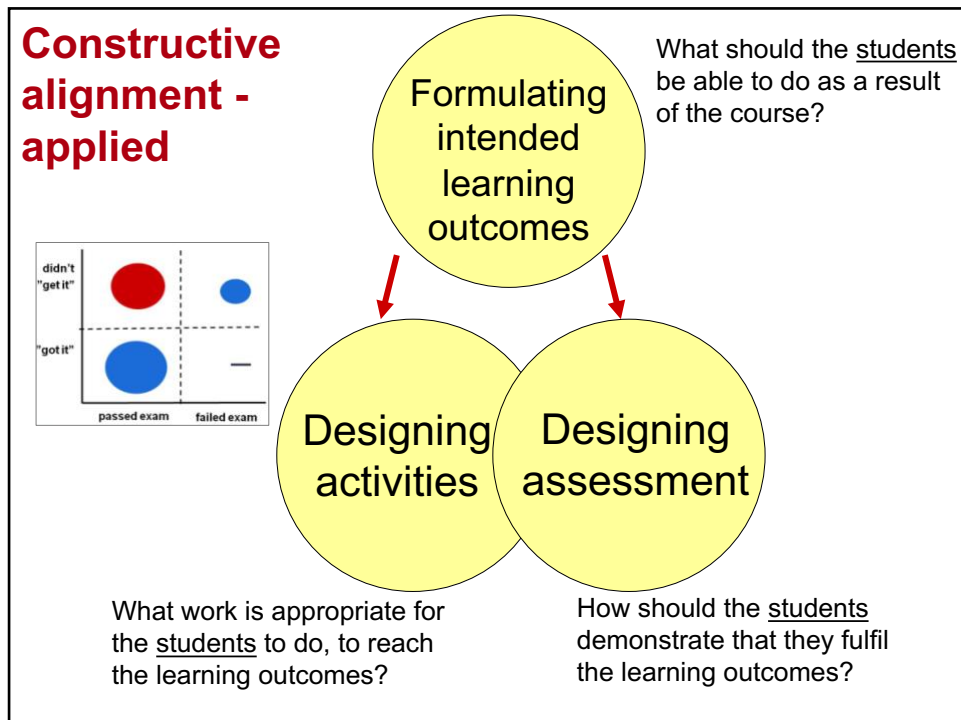 Constructive
alignment -
applied
Formulating
intended
learning
outcomes
What should the students
be able to do as a result
of the course?
didn't
"get it"
"got it"
passed exam
failed exam
Designing
activities
Designing
assessment
What work is appropriate for
the students to do, to reach
the learning outcomes?
How should the students
demonstrate that they fulfil
the learning outcomes?